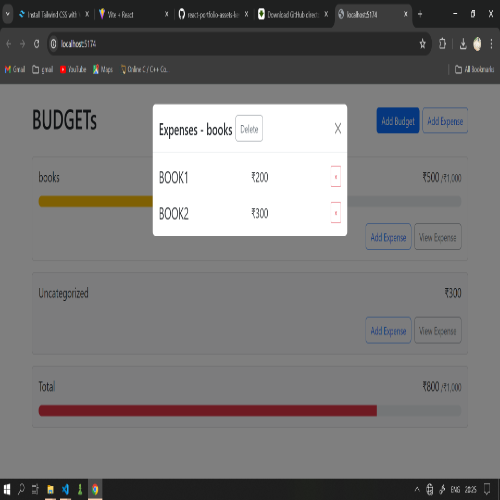 Install Tailwind CSS with
Vite + React
react-portfolio-assets-b
Download GitHub direct
localhost:5174
localhost:5174
Gmail
gmail
YouTube
Maps
Online C / C++ Co...
All Bookmarks
BUDGETs
Add Budget
Add Expense
Expenses - books
Delete
X
BOOK1
₹200
x
BOOK2
₹300
x
books
₹500 /₹1,000
Add Expense
View Expense
Uncategorized
₹300
Add Expense
View Expense
Total
₹800 /₹1,000
ENG
20:25